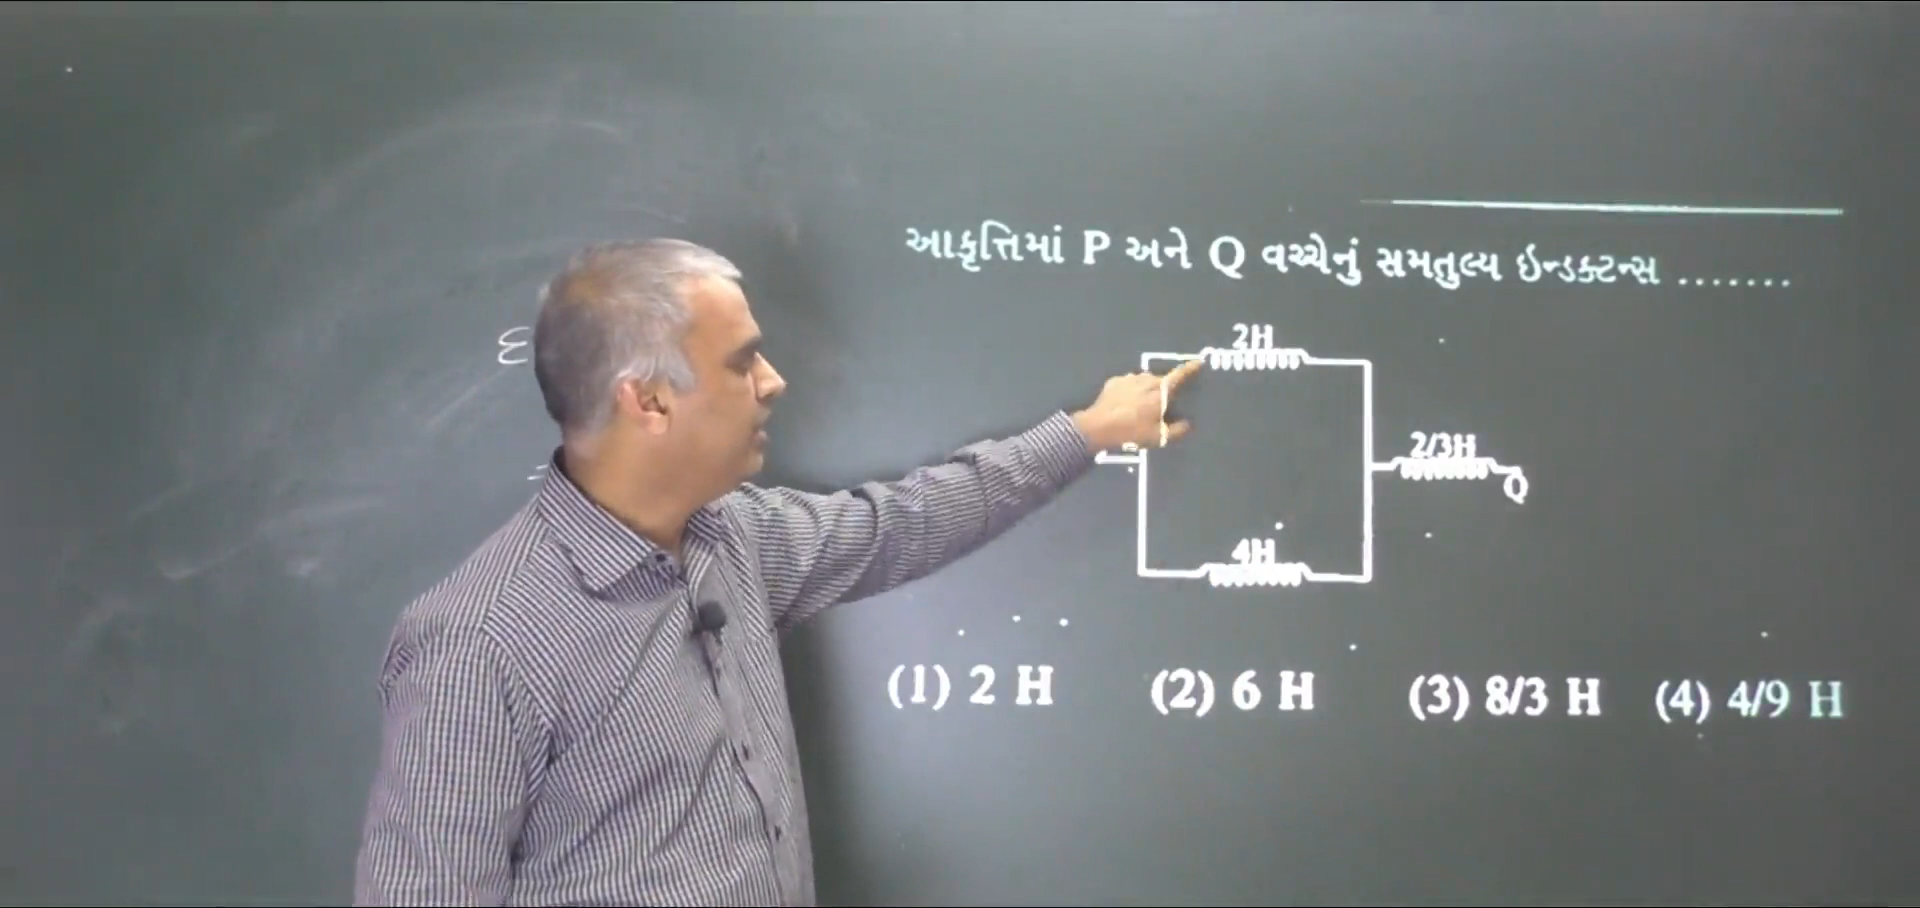 આકૃત્તિમાં P અને Q વચ્ચેનું સમતુલ્ય ઇન્ડક્ટન્સ .......
ε
2H
2/3H
Q
4H
(1) 2 H (2) 6 H (3) 8/3 H (4) 4/9 H